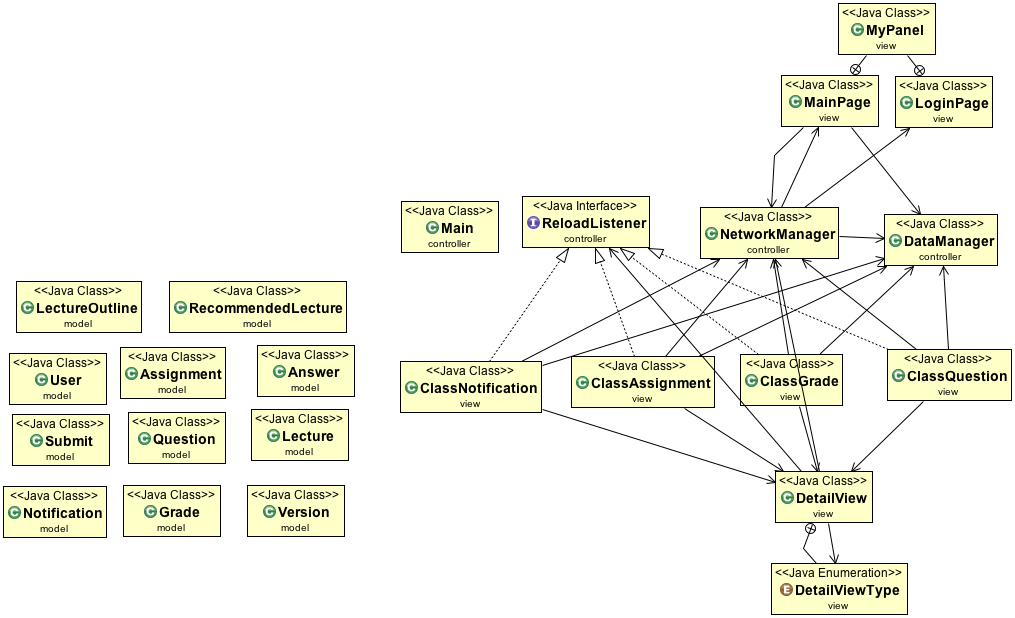 <<Java Class>>
C MyPanel
view
<<Java Class>>
C MainPage
view
<<Java Class>>
C LoginPage
view
<<Java Class>>
C Main
controller
<<Java Interface>>
I ReloadListener
controller
<<Java Class>>
C NetworkManager
controller
<<Java Class>>
C DataManager
controller
<<Java Class>>
C LectureOutline
model
<<Java Class>>
C RecommendedLecture
model
<<Java Class>>
C User
model
<<Java Class>>
C Assignment
model
<<Java Class>>
C Answer
model
<<Java Class>>
C ClassNotification
view
<<Java Class>>
C ClassAssignment
view
<<Java Class>>
C ClassGrade
view
<<Java Class>>
C ClassQuestion
view
<<Java Class>>
C Submit
model
<<Java Class>>
C Question
model
<<Java Class>>
C Lecture
model
<<Java Class>>
C Notification
model
<<Java Class>>
C Grade
model
<<Java Class>>
C Version
model
<<Java Class>>
C DetailView
view
<<Java Enumeration>>
E DetailViewType
view